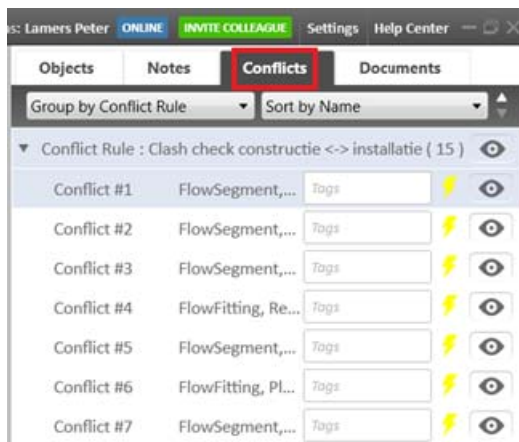 s: Lamers Peter ONLINE INVITE COLLEAGUE Settings Help Center
Objects Notes Conflicts Documents
Group by Conflict Rule Sort by Name
Conflict Rule : Clash check constructie <-> installatie ( 15 )
Conflict #1 FlowSegment,... Tags
Conflict #2 FlowSegment,... Tags
Conflict #3 FlowSegment,... Tags
Conflict #4 FlowFitting, Re... Tags
Conflict #5 FlowSegment,... Tags
Conflict #6 FlowFitting, Pl... Tags
Conflict #7 FlowSegment,... Tags